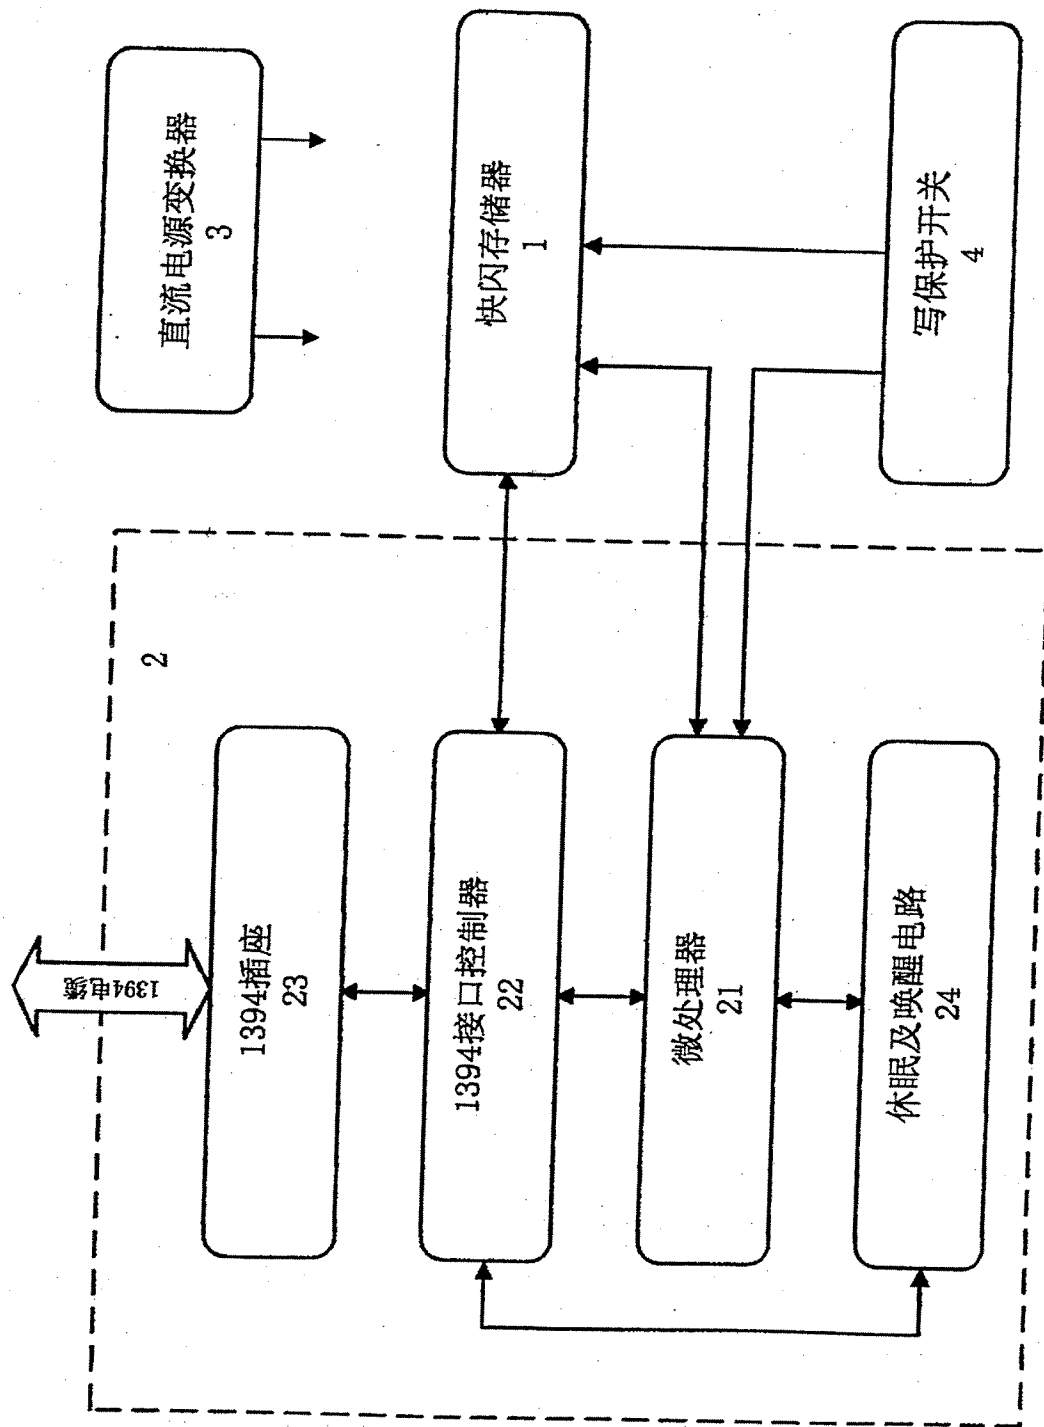 直流电源变换器
3
快闪存储器
1
写保护开关
4
2
1394电缆
1394插座
23
1394接口控制器
22
微处理器
21
休眠及唤醒电路
24